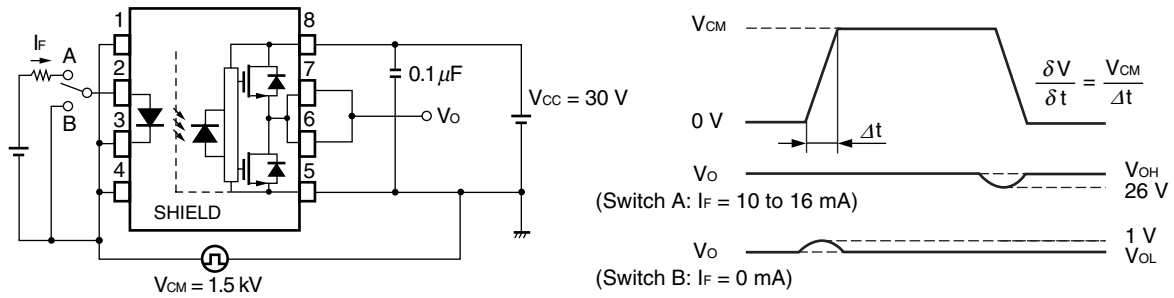 1
8
IF
A
2
7
0.1 μF
VCC = 30 V
B
VO
3
6
4
5
SHIELD
VCM = 1.5 kV
VCM
δV
δt
=
VCM
Δt
0 V
Δt
VO
VOH
26 V
(Switch A: IF = 10 to 16 mA)
1 V
VO
VOL
(Switch B: IF = 0 mA)